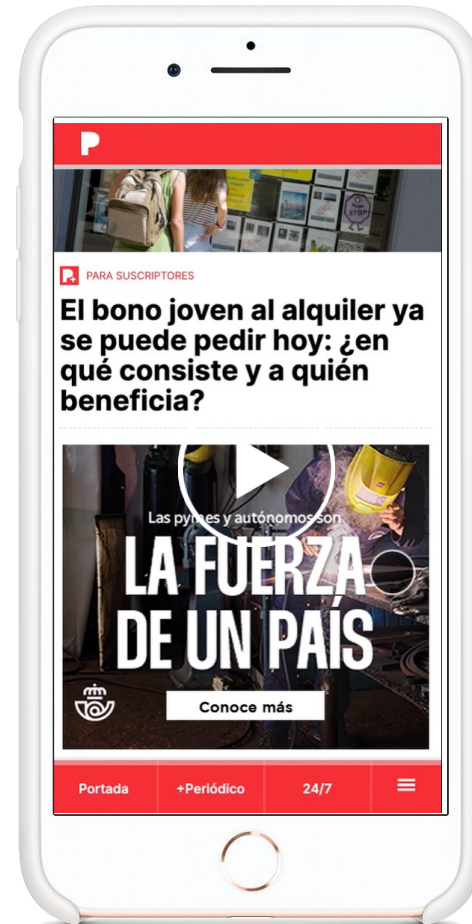 P
STOP!
P+ PARA SUSCRIPTORES
El bono joven al alquiler ya
se puede pedir hoy: ¿en
qué consiste y a quién
beneficia?
Las pymes y autónomos son
LA FUERZA
DE UN PAÍS
Conoce más
Portada +Periódico 24/7